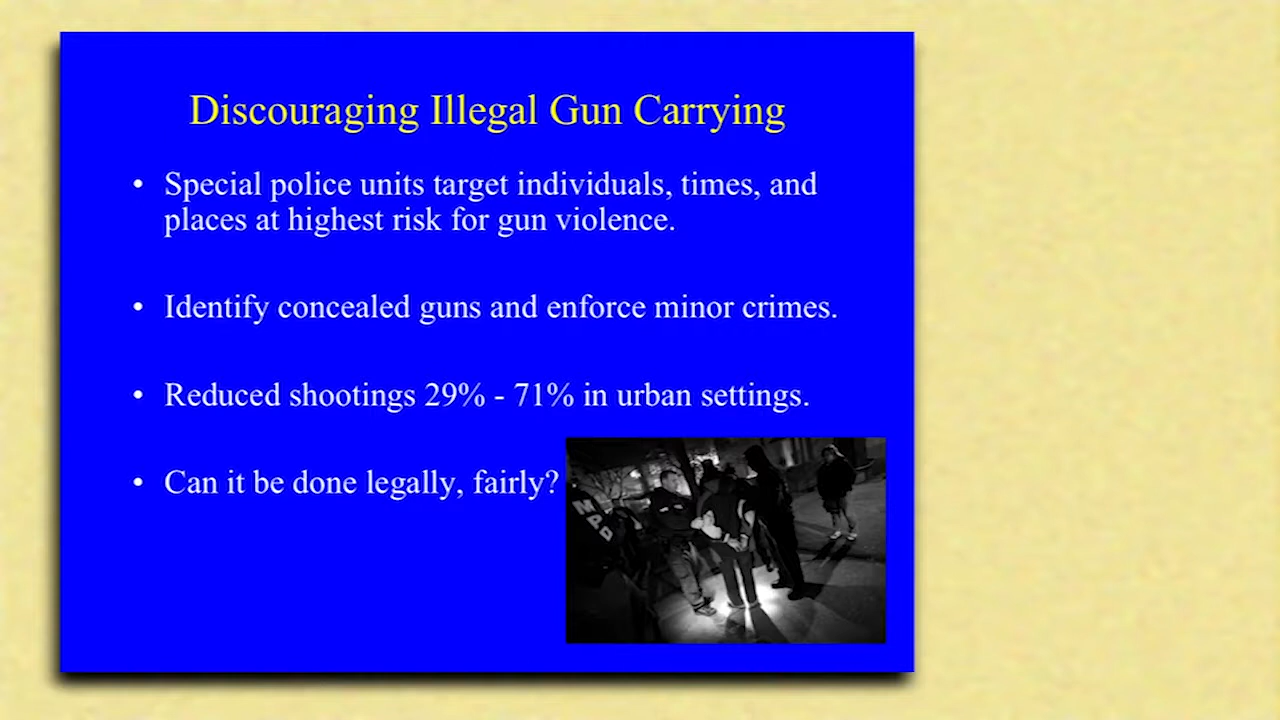 Discouraging Illegal Gun Carrying
• Special police units target individuals, times, and
places at highest risk for gun violence.
• Identify concealed guns and enforce minor crimes.
• Reduced shootings 29% - 71% in urban settings.
• Can it be done legally, fairly?
MPD